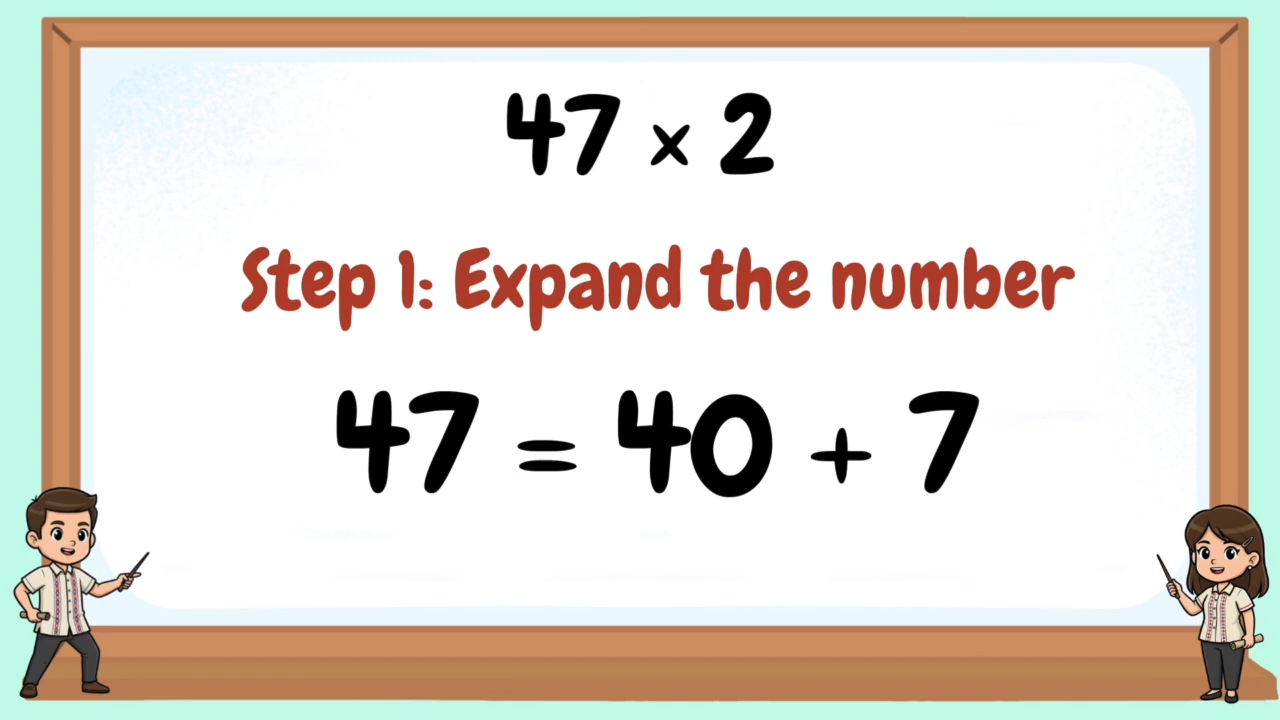 47 × 2
Step 1: Expand the number
47 = 40 + 7